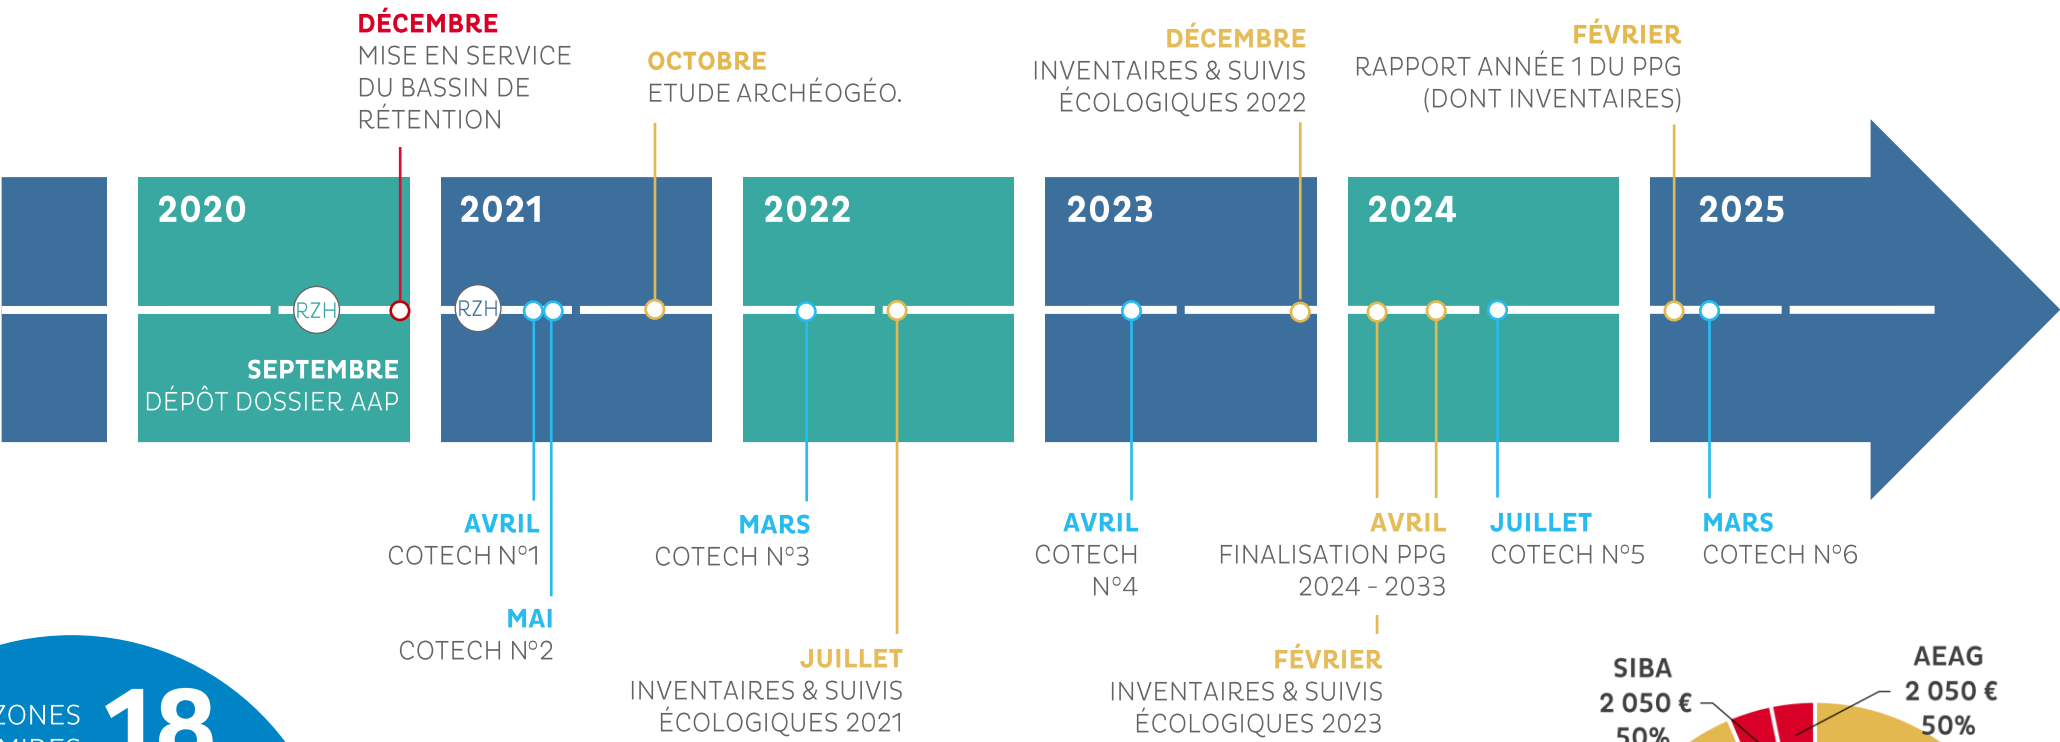 DÉCEMBRE
MISE EN SERVICE
DU BASSIN DE
RÉTENTION
OCTOBRE
ETUDE ARCHÉOGÉO.
DÉCEMBRE
INVENTAIRES & SUIVIS
ÉCOLOGIQUES 2022
FÉVRIER
RAPPORT ANNÉE 1 DU PPG
(DONT INVENTAIRES)
2020
2021
2022
2023
2024
2025
RZH
RZH
SEPTEMBRE
DÉPÔT DOSSIER AAP
AVRIL
COTECH N°1
MAI
COTECH N°2
MARS
COTECH N°3
JUILLET
INVENTAIRES & SUIVIS
ÉCOLOGIQUES 2021
AVRIL
COTECH
N°4
AVRIL
FINALISATION PPG
2024 - 2033
FÉVRIER
INVENTAIRES & SUIVIS
ÉCOLOGIQUES 2023
JUILLET
COTECH N°5
MARS
COTECH N°6
ZONES
18
SIBA
2 050 €
50%
AEAG
2 050 €
50%